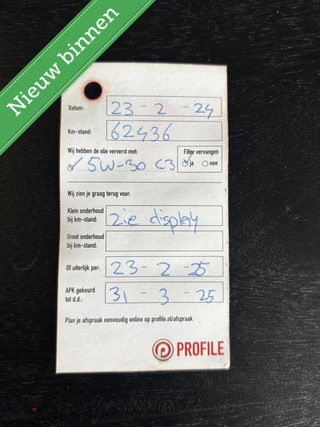 Nieuw binnen
Datum: 23 - 2 - 24
Km-stand: 62436
Wij hebben de olie ververst met: Filter vervangen
5W-30 C3 ja nee
Wij zien je graag terug voor:
Klein onderhoud
bij km-stand: zie display
Groot onderhoud
bij km-stand:
Of uiterlijk per: 23 - 2 - 25
APK gekeurd
tot d.d.: 31 - 3 - 25
Plan je afspraak eenvoudig online op profile.nl/afspraak
PROFILE